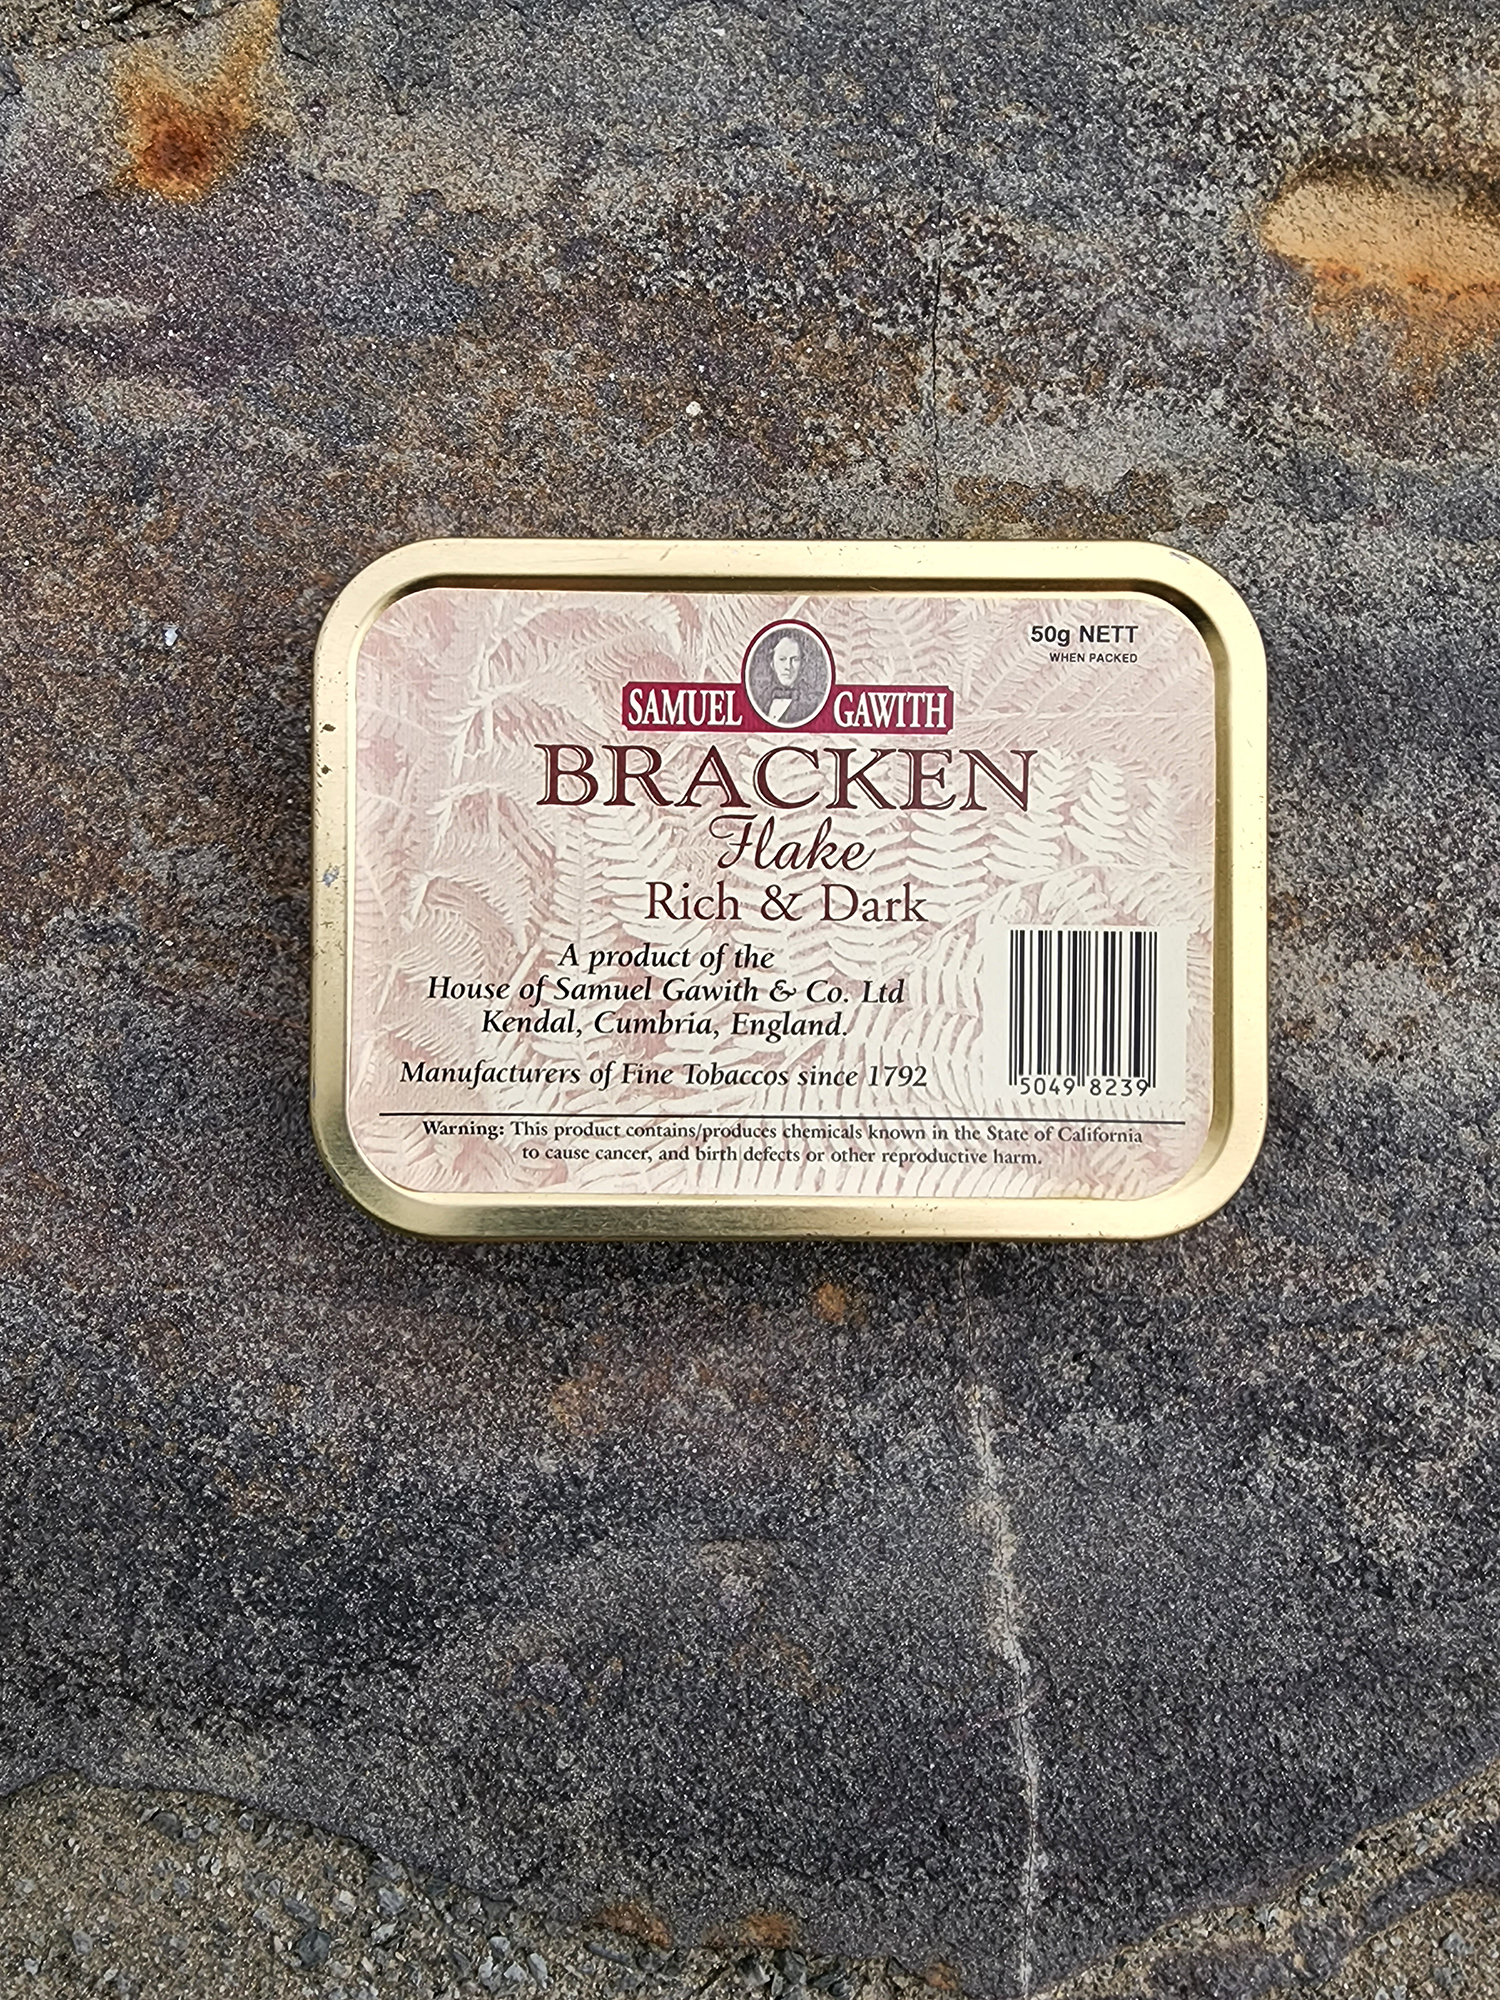 50g NETT
WHEN PACKED
SAMUEL GAWITH
BRACKEN
Flake
Rich & Dark
A product of the
House of Samuel Gawith & Co. Ltd
Kendal, Cumbria, England.
Manufacturers of Fine Tobaccos since 1792
5049 8239
Warning: This product contains/produces chemicals known in the State of California
to cause cancer, and birth defects or other reproductive harm.